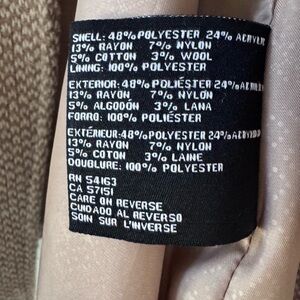 SHELL: 48% POLYESTER 24% ACRYLIC
13% RAYON 7% NYLON
5% COTTON 3% WOOL
LINING: 100% POLYESTER
EXTERIOR: 48% POLIÉSTER 24%
13% RAYON 7% NYLON
5% ALGODÓN 3% LANA
FORRO: 100% POLIÉSTER
EXTÉRIEUR: 48% POLYESTER 24%
13% RAYON 7% NYLON
5% COTON 3% LAINE
DOUBLURE: 100% POLYESTER
RN 54163
CA 57151
CARE ON REVERSE
CUIDADO AL REVERSO
SOIN SUR L'INVERSE